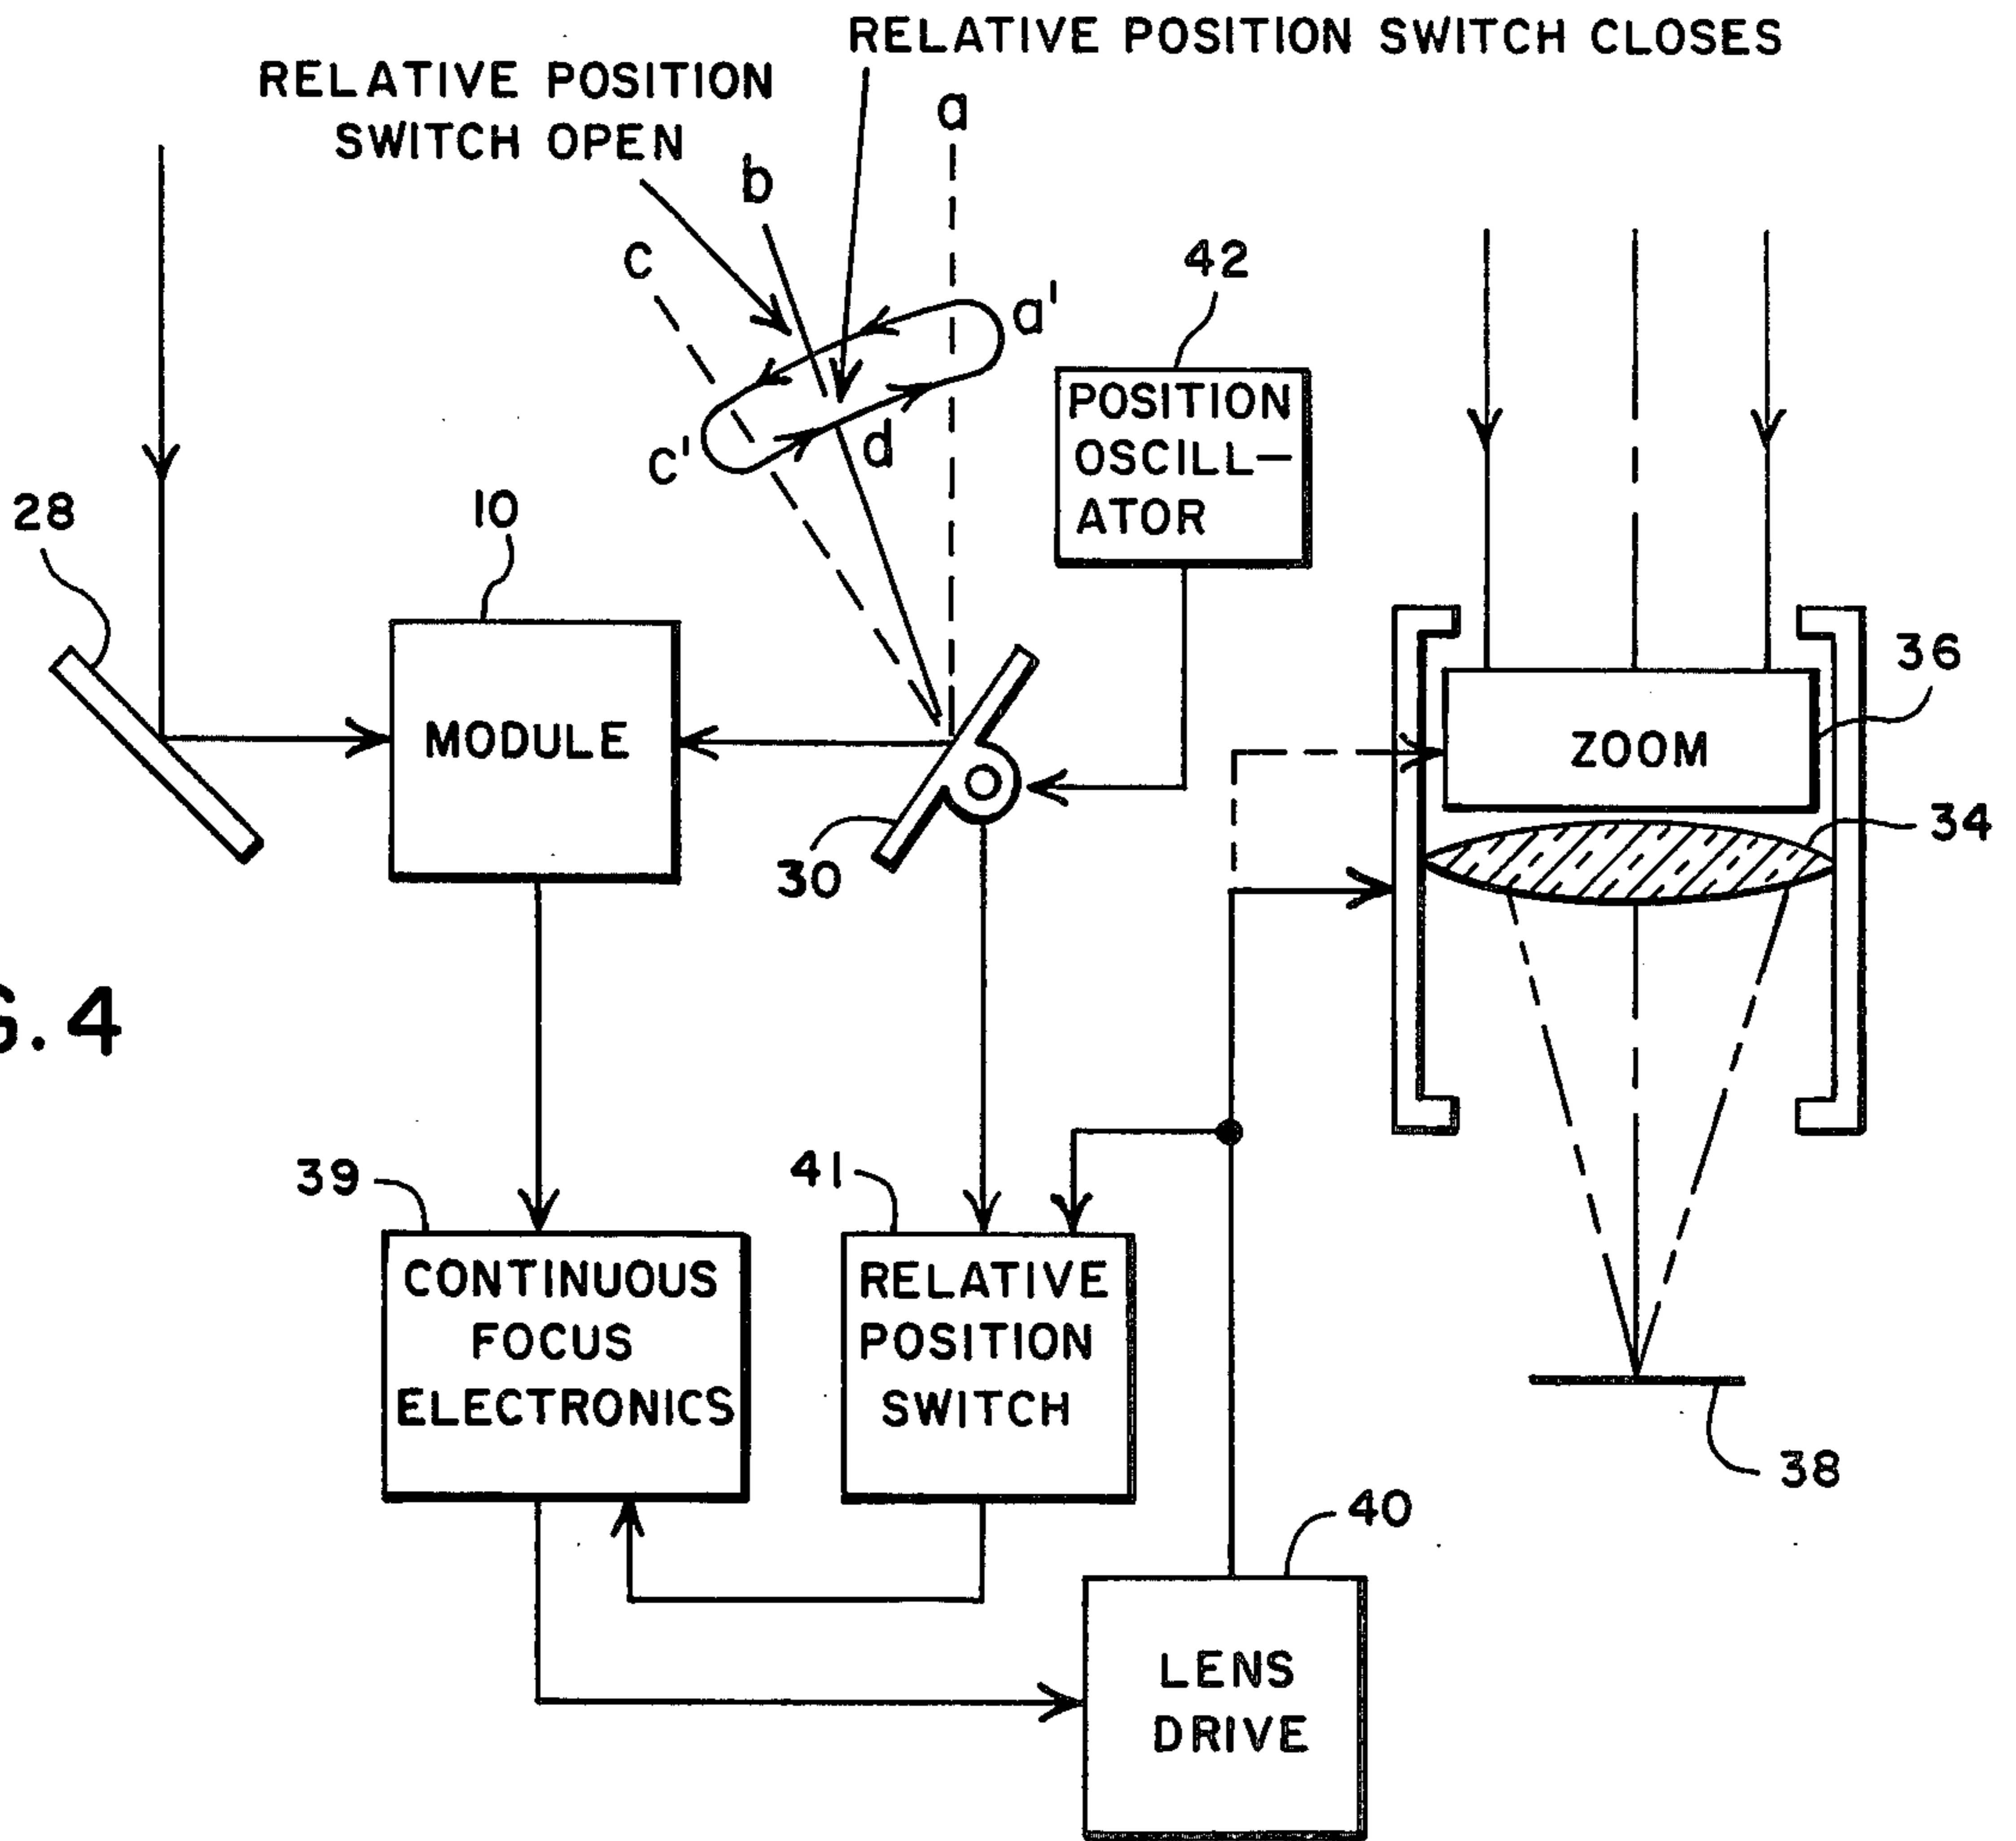 RELATIVE POSITION SWITCH CLOSES
RELATIVE POSITION
SWITCH OPEN
a
b
c
a'
c'
d
42
POSITION
OSCILL-
ATOR
28
10
MODULE
30
36
ZOOM
34
G.4
39
41
CONTINUOUS
FOCUS
ELECTRONICS
RELATIVE
POSITION
SWITCH
38
40
LENS
DRIVE